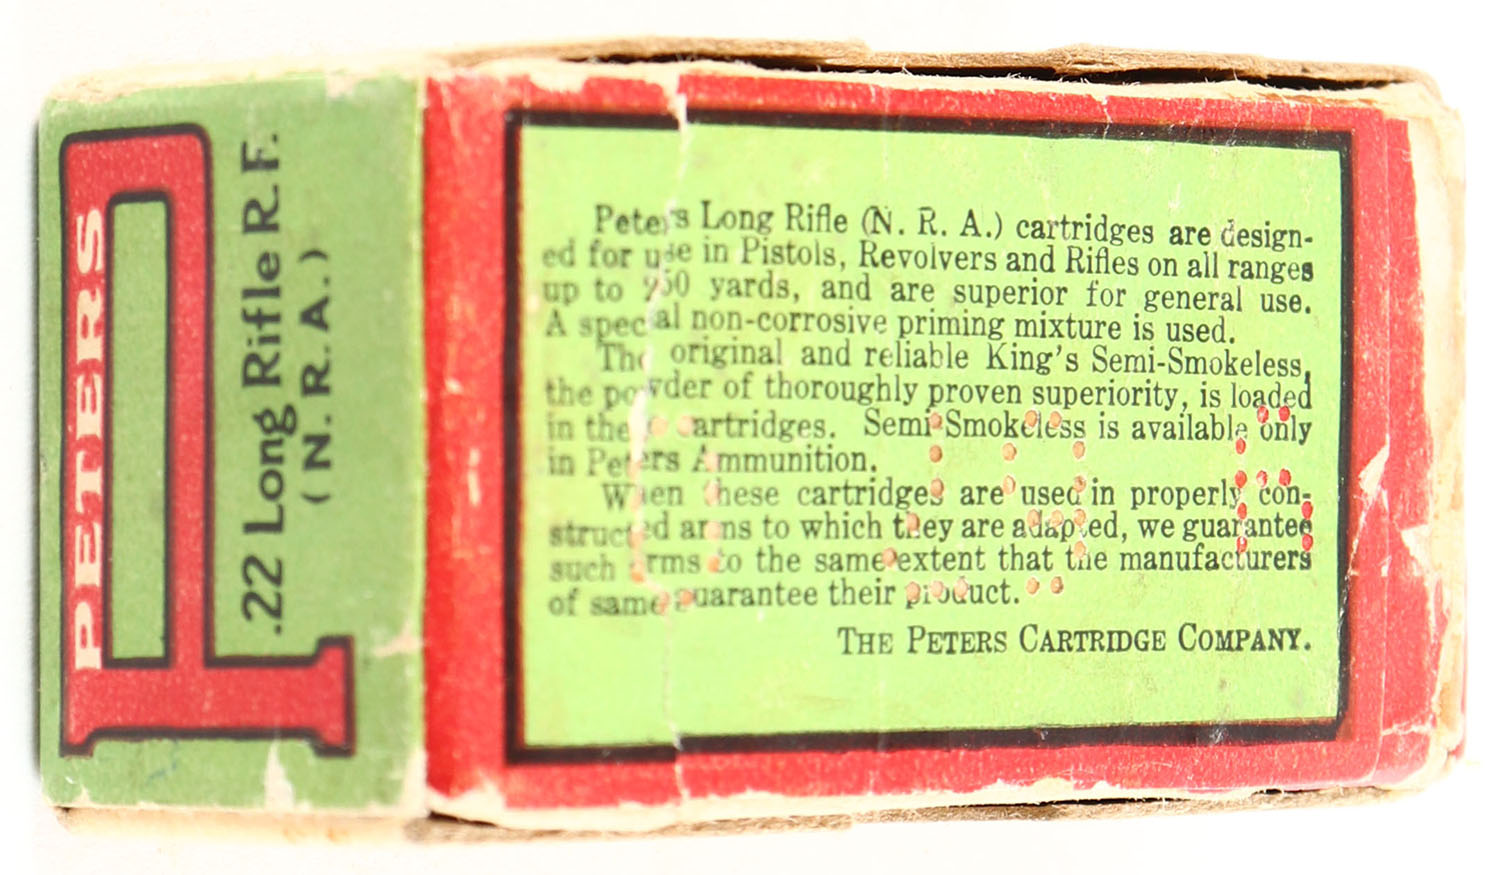 PETERS
.22 Long Rifle R.F.
(N.R.A.)
Peters Long Rifle (N. R. A.) cartridges are design-
ed for use in Pistols, Revolvers and Rifles on all ranges
up to 50 yards, and are superior for general use.
A special non-corrosive priming mixture is used.
The original and reliable King's Semi-Smokeless,
the powder of thoroughly proven superiority, is loaded
in the cartridges. Semi-Smokeless is available only
in Peters Ammunition.
When these cartridges are used in properly con-
structed arms to which they are adapted, we guarantee
such arms to the same extent that the manufacturers
of same guarantee their product.
THE PETERS CARTRIDGE COMPANY.